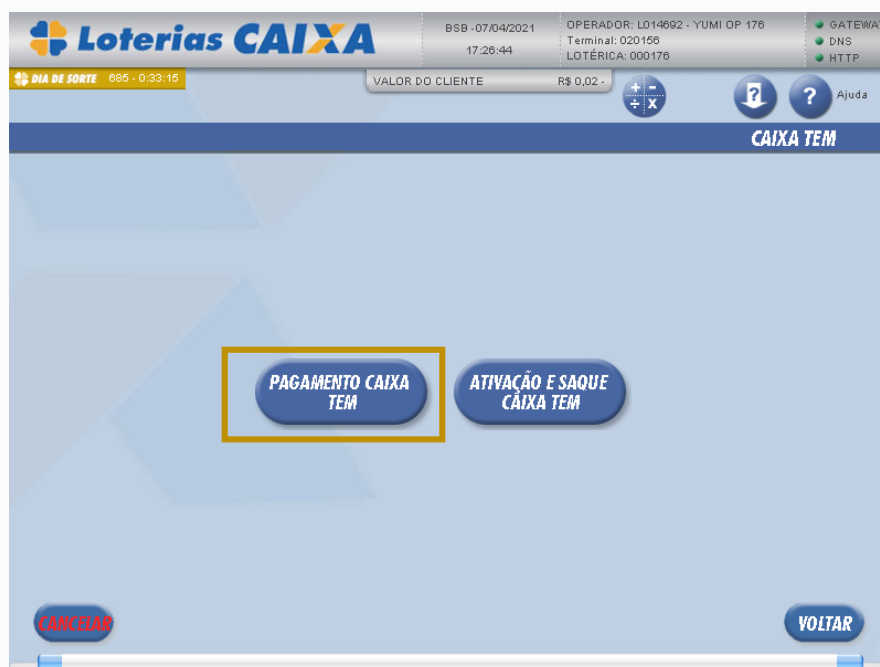 Loterias CAIXA
BSB -07/04/2021
17:26:44
OPERADOR: L014692 - YUMI OP 176
Terminal: 020156
LOTÉRICA: 000176
GATEWA
DNS
HTTP
DIA DE SORTE 685 - 0:33:15
VALOR DO CLIENTE R$ 0,02 -
+ -
÷ x
?
?
Ajuda
CAIXA TEM
PAGAMENTO CAIXA
TEM
ATIVAÇÃO E SAQUE
CAIXA TEM
CANCELAR
VOLTAR